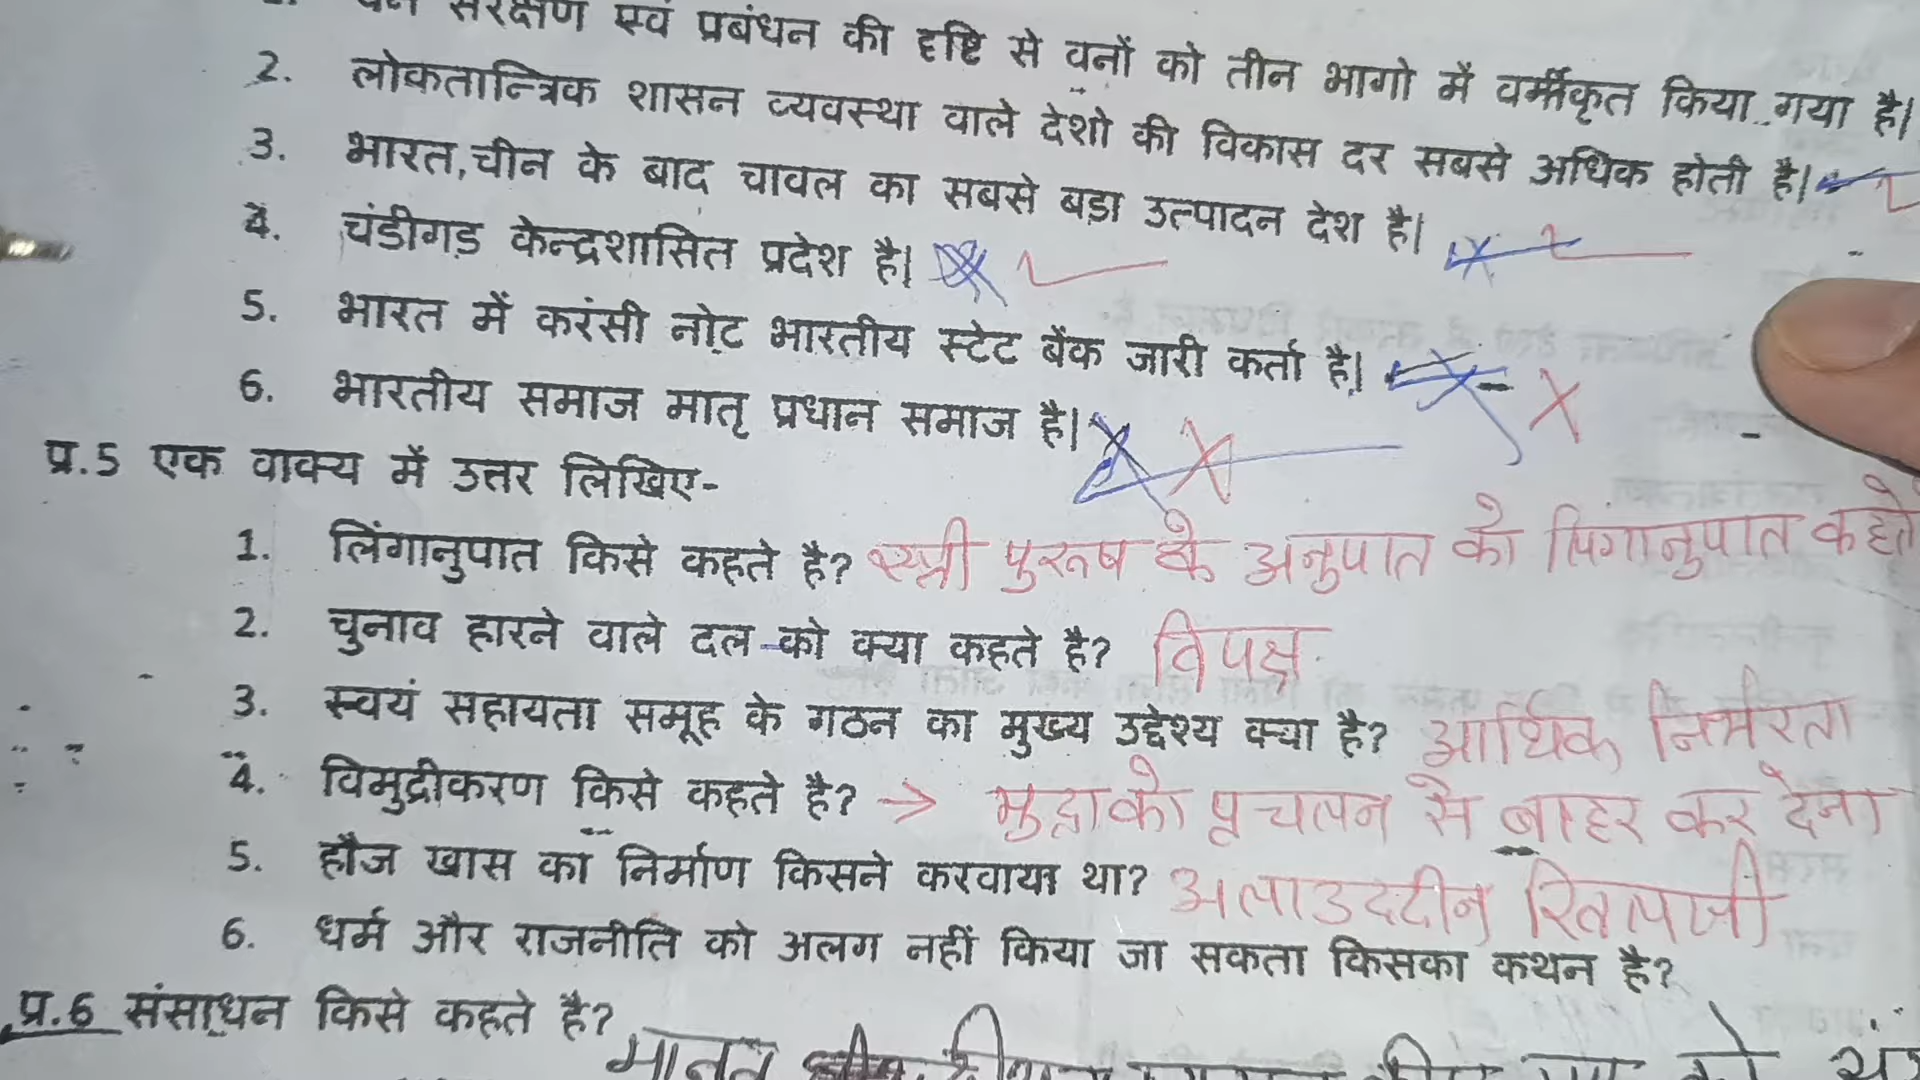 संरक्षण एवं प्रबंधन की दृष्टि से वनों को तीन भागो में वर्गीकृत किया गया है।
2. लोकतान्त्रिक शासन व्यवस्था वाले देशो की विकास दर सबसे अधिक होती है।
3. भारत,चीन के बाद चावल का सबसे बड़ा उत्पादन देश है।
4. चंडीगड़ केन्द्रशासित प्रदेश है।
5. भारत में करंसी नोट भारतीय स्टेट बैंक जारी कर्ता है। X
6. भारतीय समाज मातृ प्रधान समाज है। X
प्र.5 एक वाक्य में उत्तर लिखिए-
1. लिंगानुपात किसे कहते है? स्त्री पुरूष के अनुपात को लिंगानुपात कहते
2. चुनाव हारने वाले दल को क्या कहते है? विपक्ष
3. स्वयं सहायता समूह के गठन का मुख्य उद्देश्य क्या है? आर्थिक निर्भरता
4. विमुद्रीकरण किसे कहते है? → मुद्रा को प्रचलन से बाहर कर देना
5. हौज खास का निर्माण किसने करवाया था? अलाउददीन खिलजी
6. धर्म और राजनीति को अलग नहीं किया जा सकता किसका कथन है?
प्र.6 संसाधन किसे कहते है?
मानव